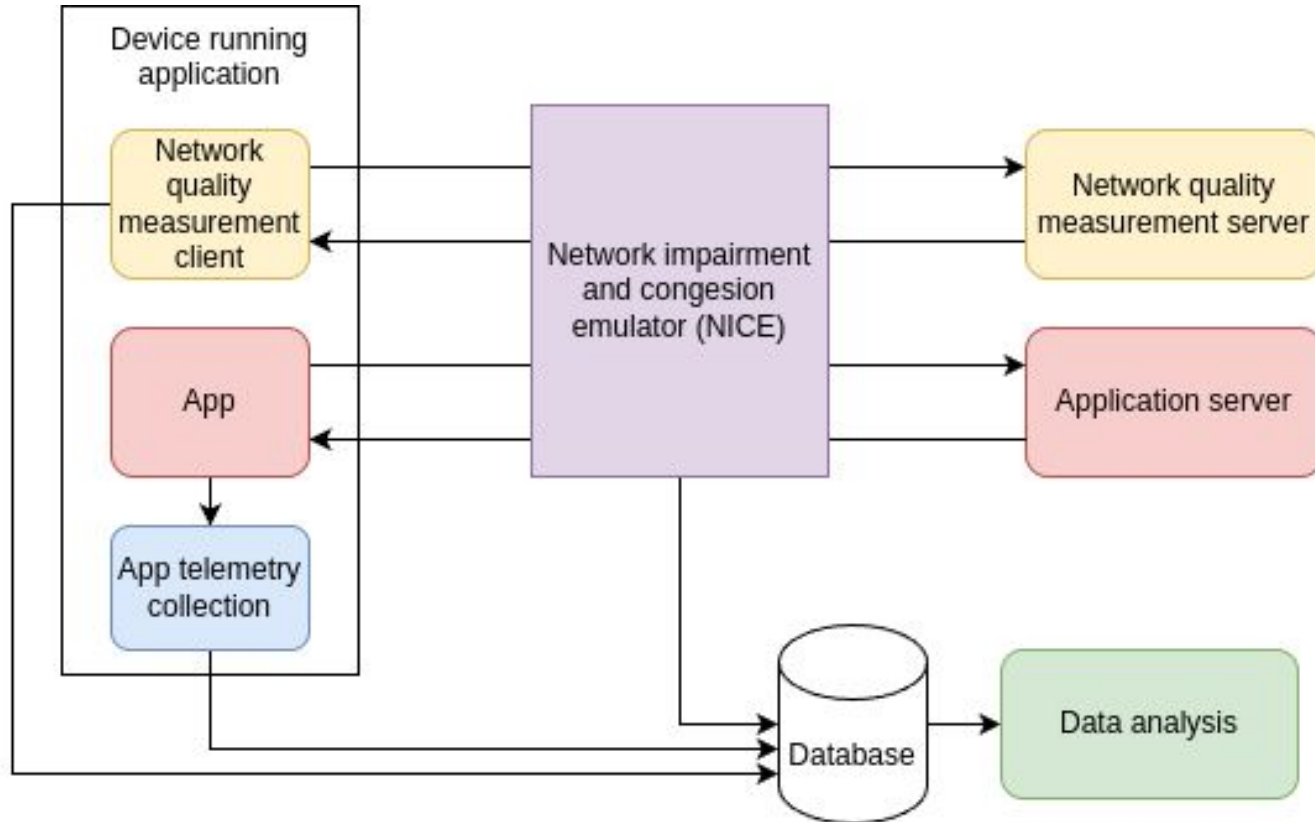 Device running
application
Network
quality
measurement
client
Network impairment
and congesion
emulator (NICE)
Network quality
measurement server
App
Application server
App telemetry
collection
Database
Data analysis